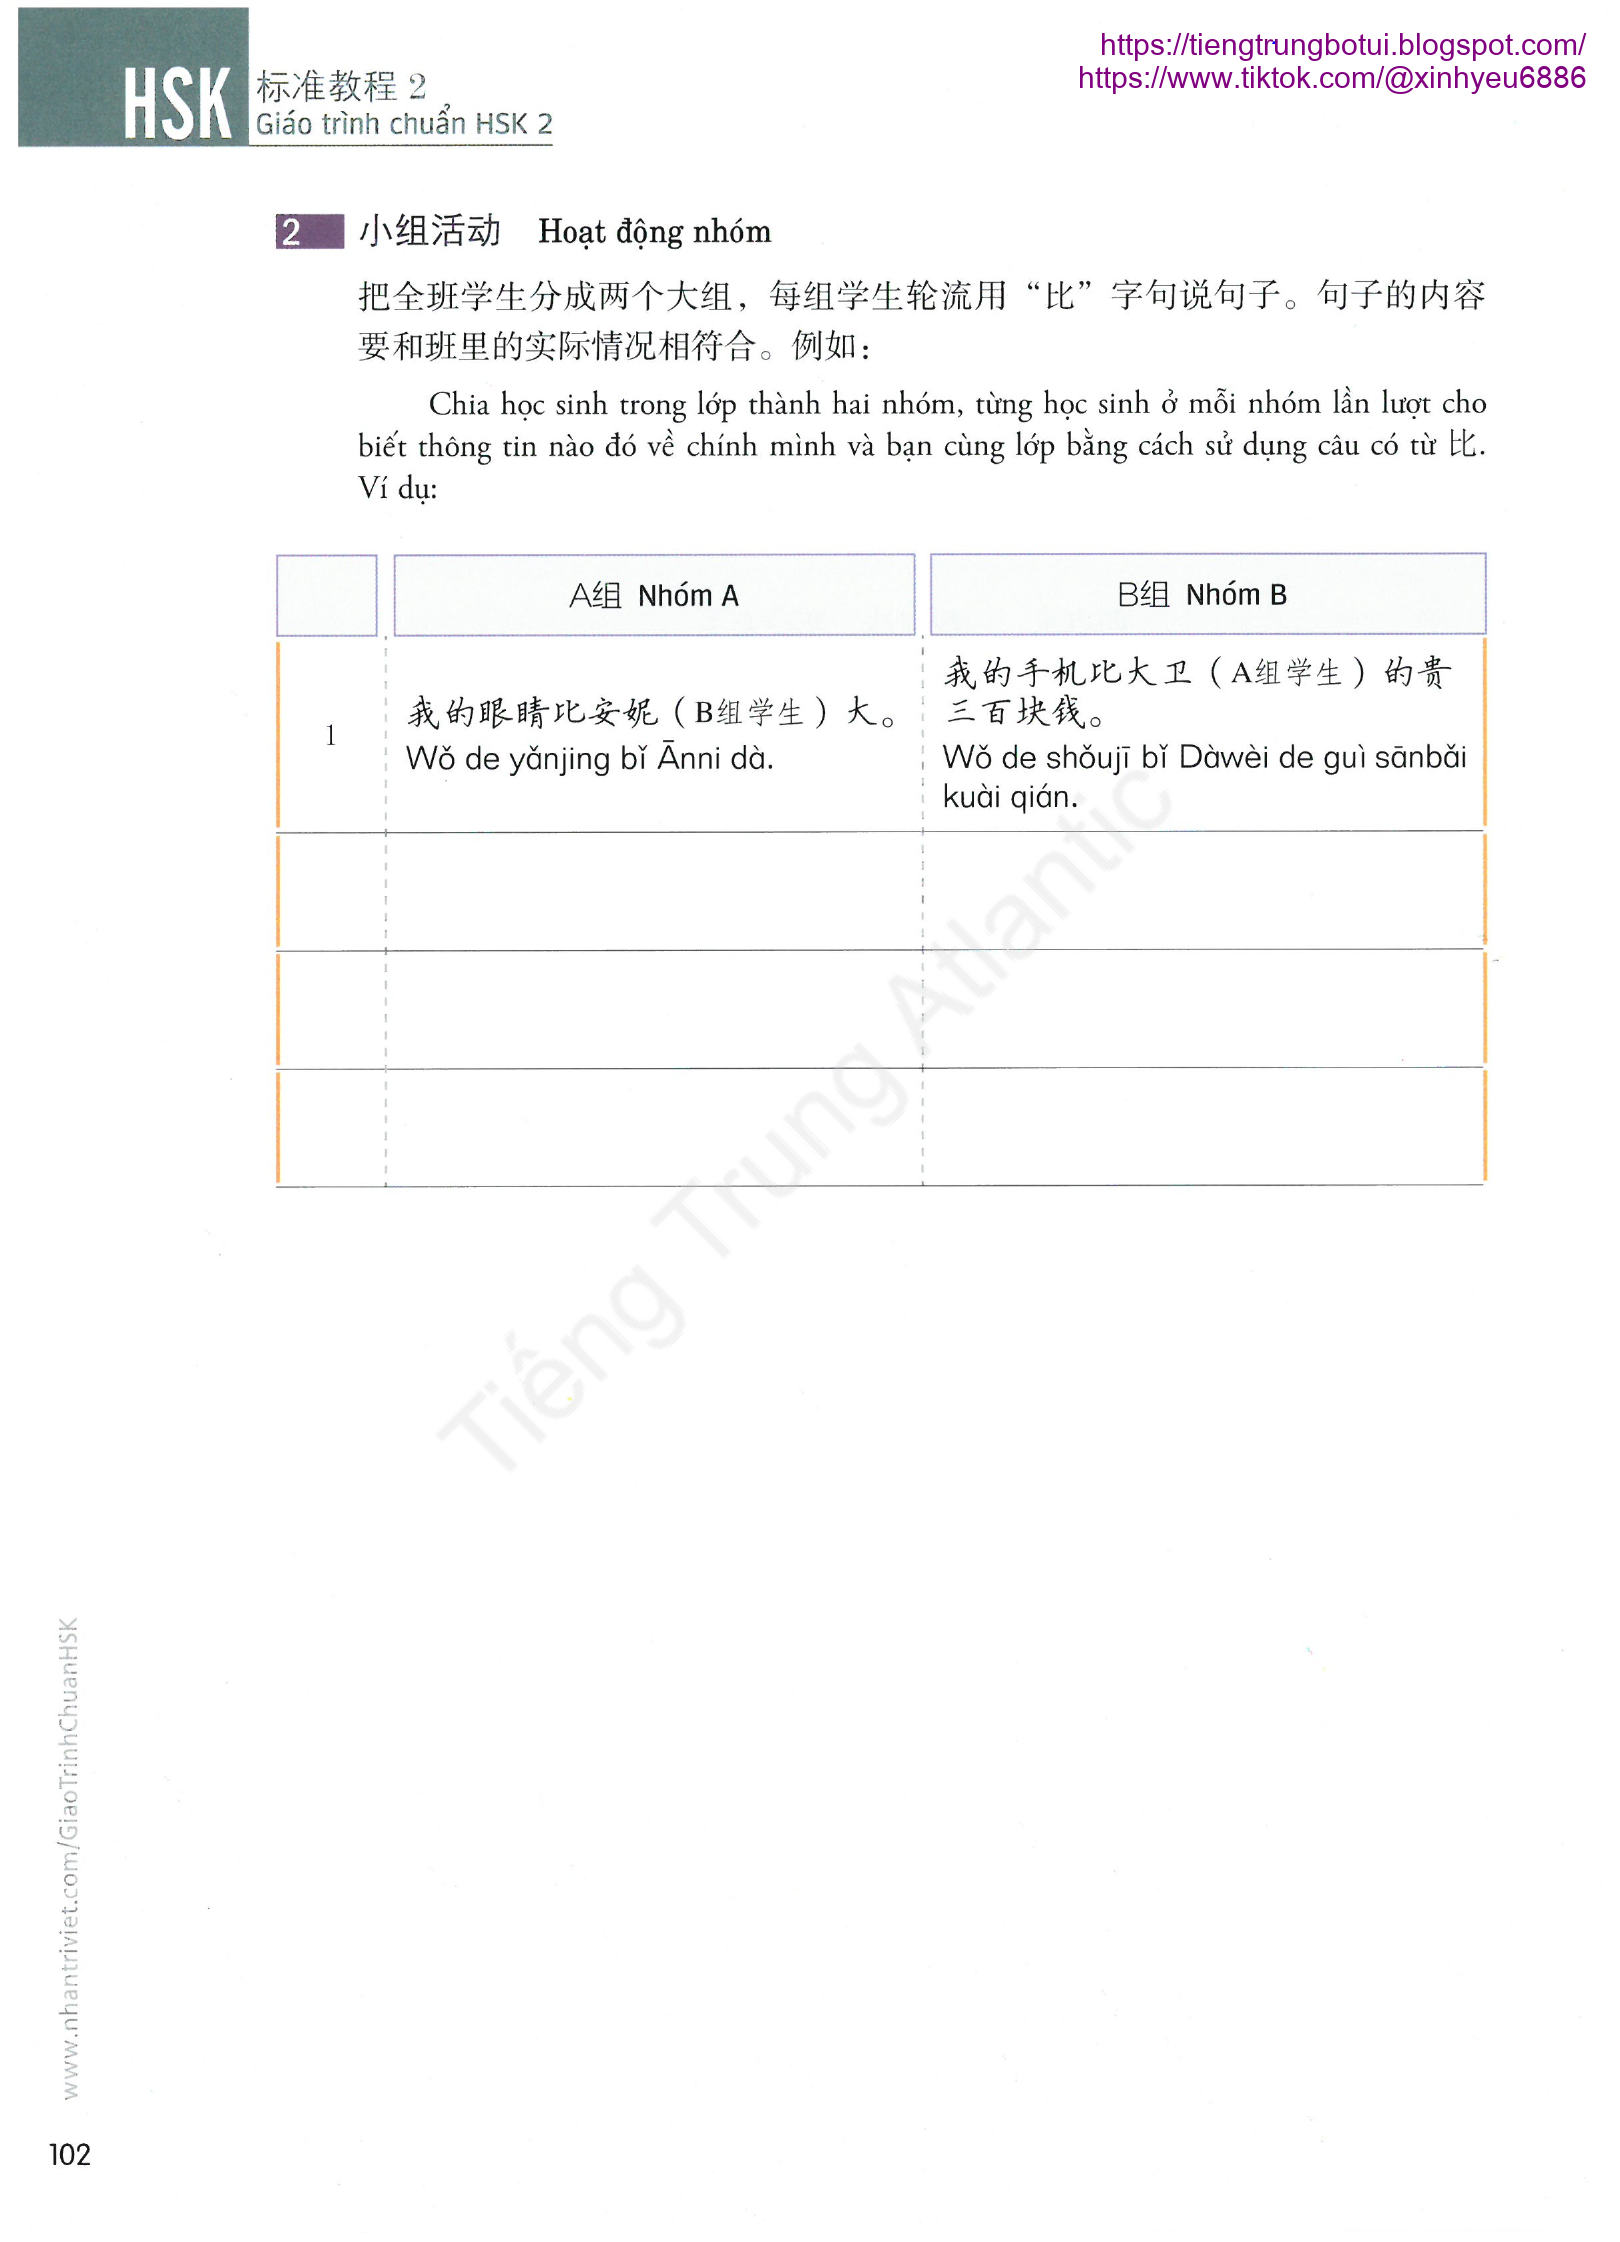 https://tiengtrungbotui.blogspot.com/
https://www.tiktok.com/@xinhyeu6886
HSK 标准教程 2
Giáo trình chuẩn HSK 2
2 小组活动 Hoạt động nhóm
把全班学生分成两个大组，每组学生轮流用“比”字句说句子。句子的内容
要和班里的实际情况相符合。例如：
Chia học sinh trong lớp thành hai nhóm, từng học sinh ở mỗi nhóm lần lượt cho
biết thông tin nào đó về chính mình và bạn cùng lớp bằng cách sử dụng câu có từ 比.
Ví dụ:
A组 Nhóm A
B组 Nhóm B
1
我的眼睛比安妮（B组学生）大。
Wǒ de yǎnjing bǐ Ānni dà.
我的手机比大卫（A组学生）的贵
三百块钱。
Wǒ de shǒujī bǐ Dàwèi de guì sānbǎi
kuài qián.
Tiếng Trung Atlantic
www.nhantriviet.com/GiaoTrinhChuanHSK
102